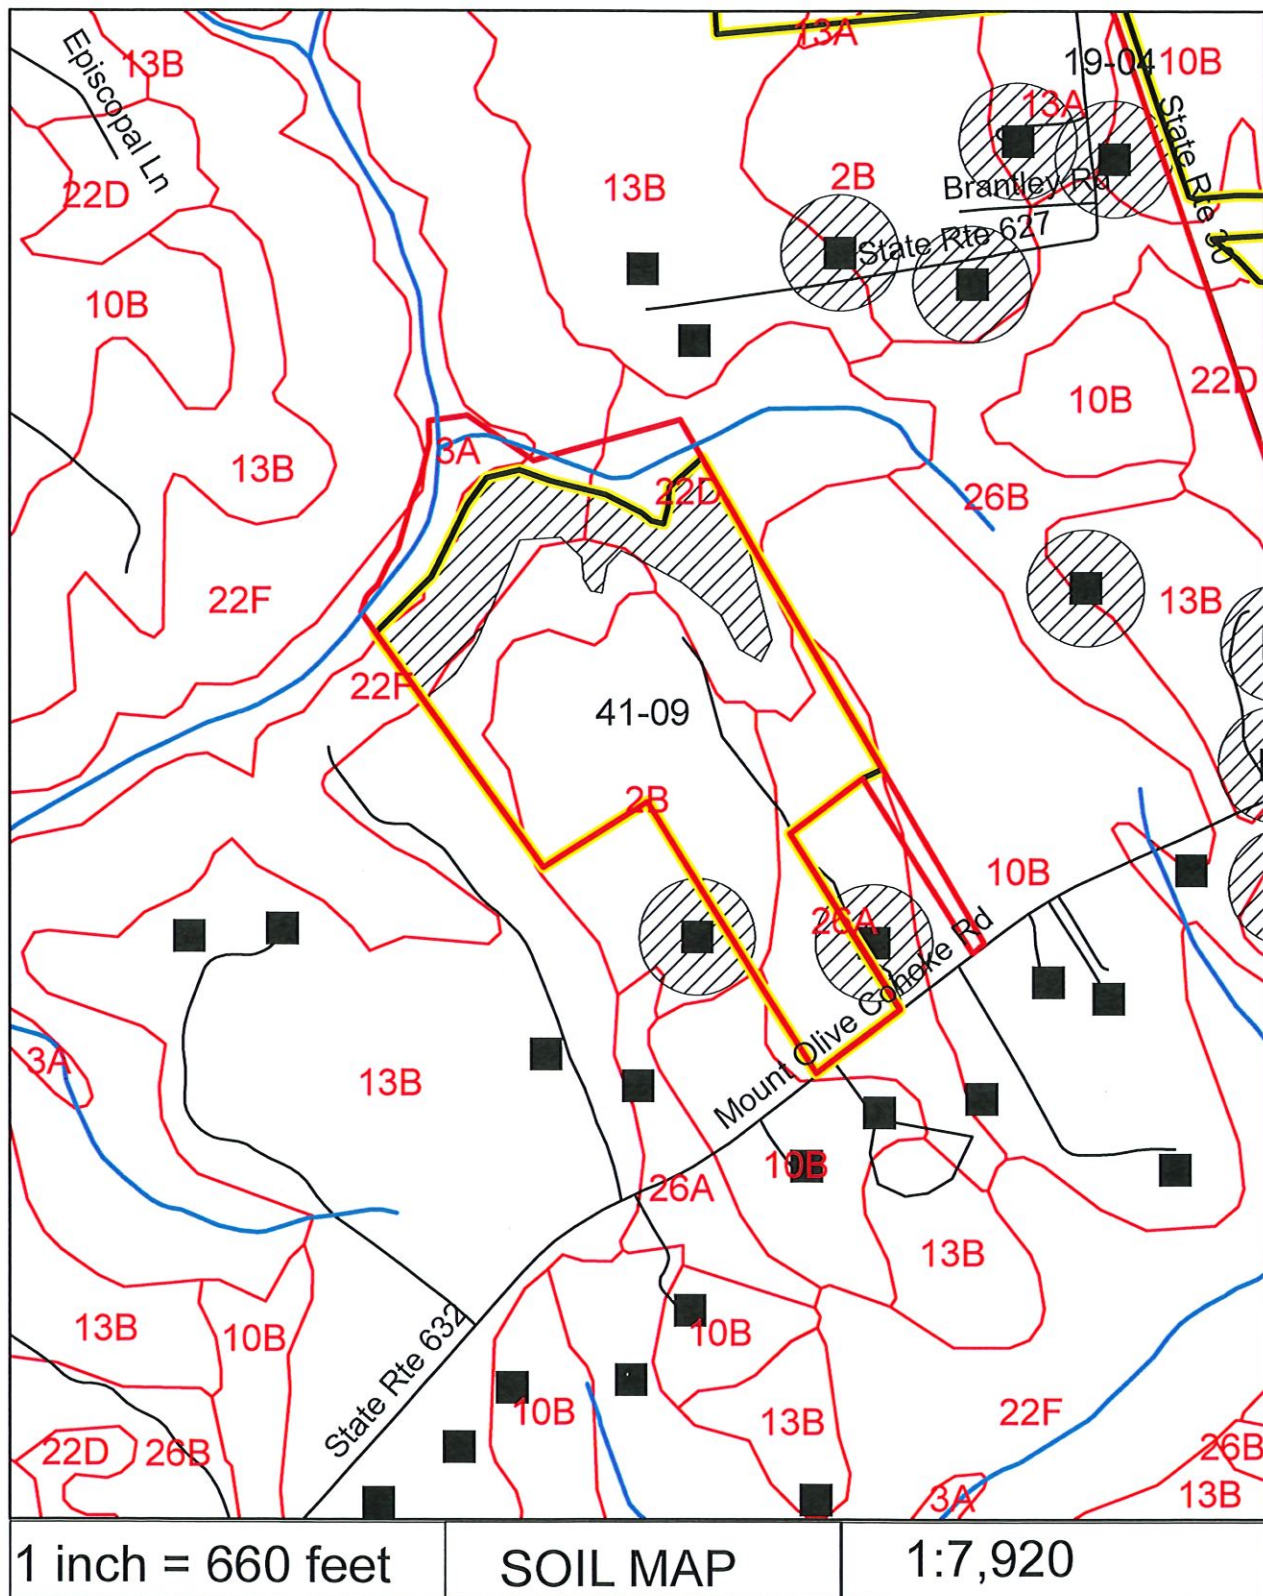 13A
Episcopal Ln
13B
19-04
10B
13A
State Rte 30
22D
13B
2B
Brantley Rd
State Rte 627
10B
22D
10B
3A
13B
22D
26B
22F
13B
22F
41-09
2B
10B
26A
Mount Olive Cohoke Rd
3A
13B
10B
26A
13B
13B
10B
State Rte 632
10B
10B
13B
22F
22D
26B
26B
3A
13B
1 inch = 660 feet
SOIL MAP
1:7,920